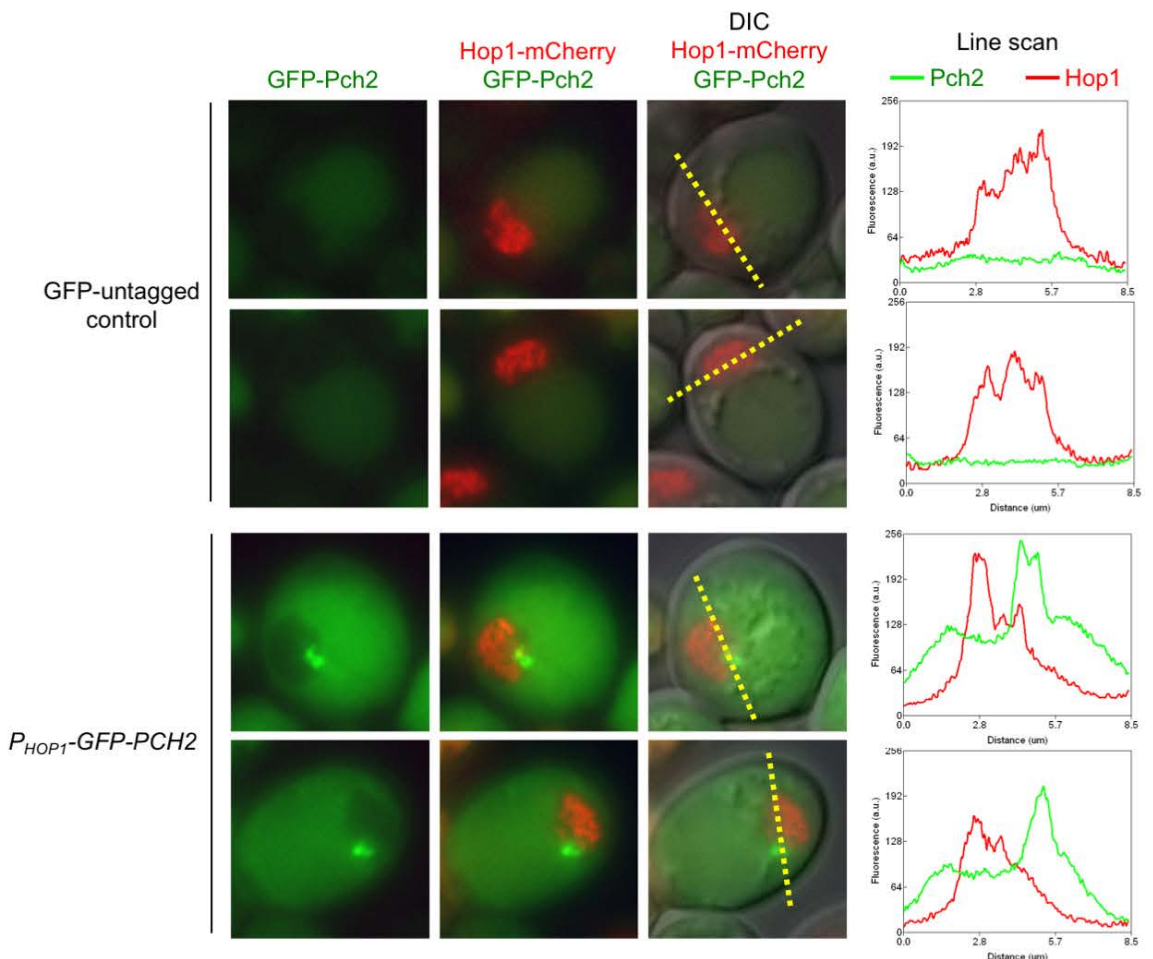 DIC
Hop1-mCherry Hop1-mCherry Line scan
GFP-Pch2 GFP-Pch2 GFP-Pch2 Pch2 Hop1
GFP-untagged
control
256
192
128
64
0
Fluorescence (a.u.)
0.0 2.8 5.7 8.5
192
128
64
0
Fluorescence (a.u.)
0.0 2.8 5.7 8.5
Distance (um)
P_HOP1-GFP-PCH2
256
192
128
64
0
Fluorescence (a.u.)
0.0 2.8 5.7 8.5
Distance (um)
256
192
128
64
0
Fluorescence (a.u.)
0.0 2.8 5.7 8.5
Distance (um)